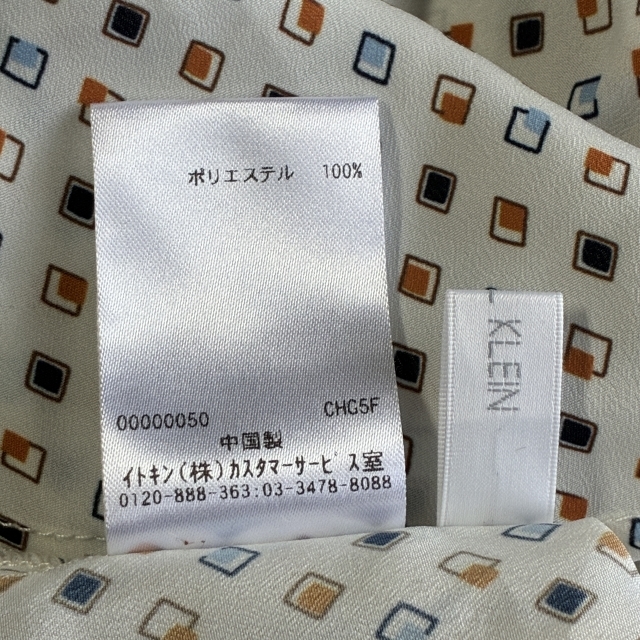 ポリエステル 100%
00000050 CHG5F
中国製
イトキン(株)カスタマーサービス室
0120-888-363:03-3478-8088
KLEIN